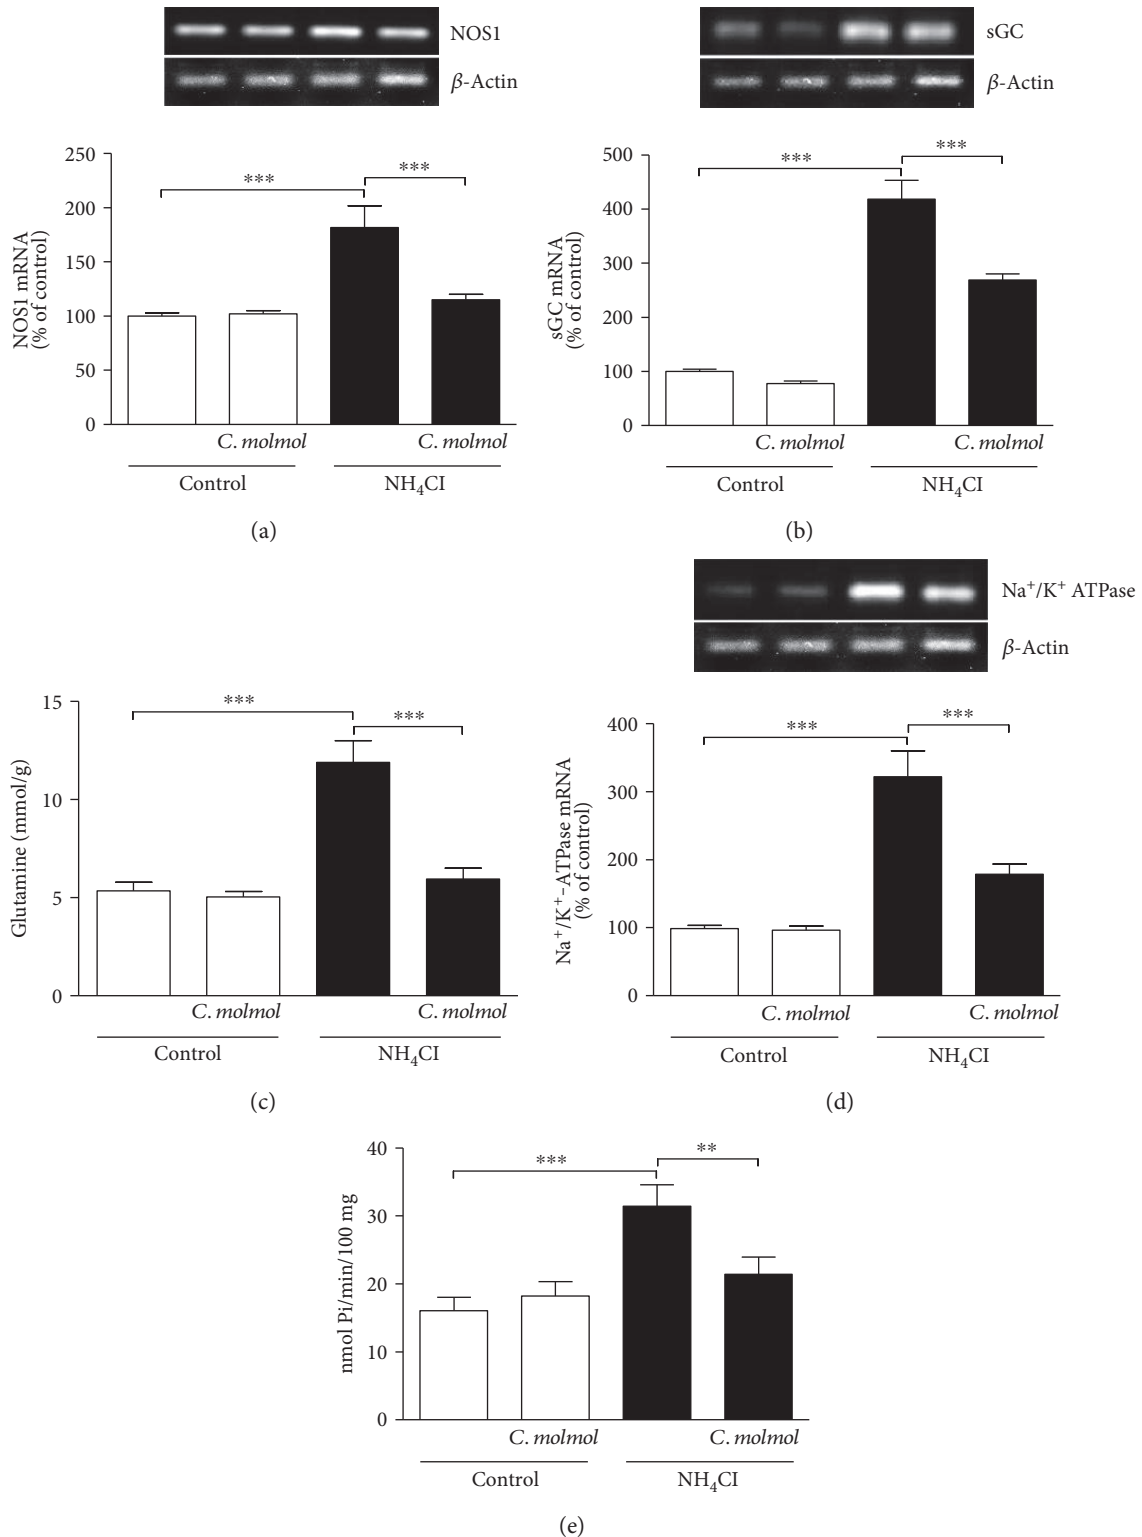 NOS1
β-Actin
***
***
250
200
150
100
50
0
NOS1 mRNA
(% of control)
C. molmol
C. molmol
Control
NH₄CI
(a)
sGC
β-Actin
***
***
500
400
300
200
100
0
sGC mRNA
(% of control)
C. molmol
C. molmol
Control
NH₄CI
(b)
***
***
15
10
5
0
Glutamine (mmol/g)
C. molmol
C. molmol
Control
NH₄CI
(c)
Na⁺/K⁺ ATPase
β-Actin
***
***
400
300
200
100
0
Na⁺/K⁺-ATPase mRNA
(% of control)
C. molmol
C. molmol
Control
NH₄CI
(d)
***
**
40
30
20
10
0
nmol Pi/min/100 mg
C. molmol
C. molmol
Control
NH₄CI
(e)